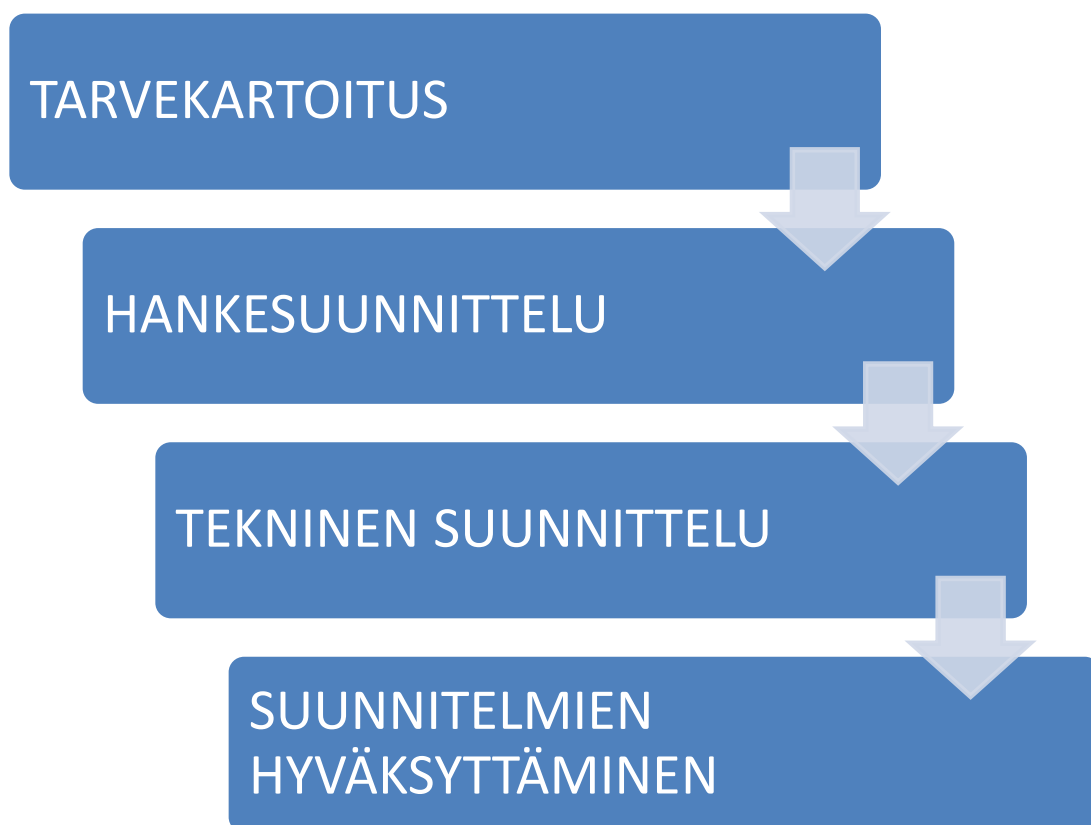 TARVEKARTOITUS
HANKESUUNNITTELU
TEKNINEN SUUNNITTELU
SUUNNITELMIEN
HYVÄKSYTTÄMINEN